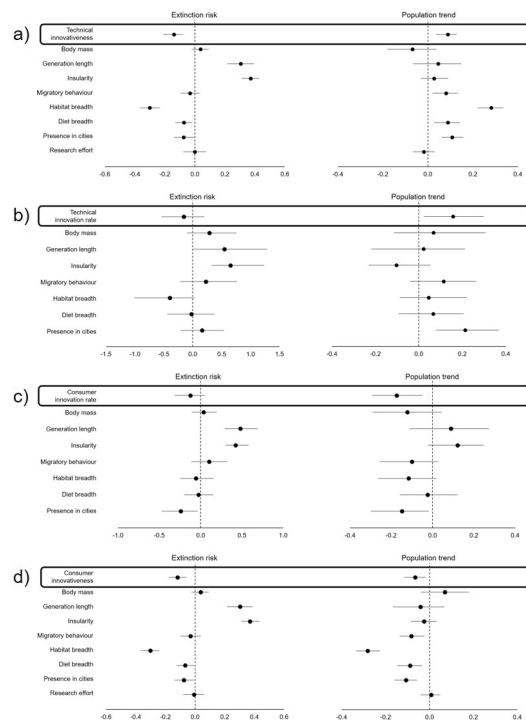 a)
Extinction risk
Population trend
Technical
innovativeness
Body mass
Generation length
Insularity
Migratory behaviour
Habitat breadth
Diet breadth
Presence in cities
Research effort
-0.6 -0.4 -0.2 0.0 0.2 0.4 0.6
-0.4 -0.2 0.0 0.2 0.4
b)
Extinction risk
Population trend
Technical
innovation rate
Body mass
Generation length
Insularity
Migratory behaviour
Habitat breadth
Diet breadth
Presence in cities
-1.5 -1.0 -0.5 0.0 0.5 1.0 1.5
-0.4 -0.2 0.0 0.2 0.4
c)
Extinction risk
Population trend
Consumer
innovation rate
Body mass
Generation length
Insularity
Migratory behaviour
Habitat breadth
Diet breadth
Presence in cities
-1.0 -0.5 0.0 0.5 1.0
-0.4 -0.2 0.0 0.2 0.4
d)
Extinction risk
Population trend
Consumer
innovativeness
Body mass
Generation length
Insularity
Migratory behaviour
Habitat breadth
Diet breadth
Presence in cities
Research effort
-0.6 -0.4 -0.2 0.0 0.2 0.4 0.6
-0.4 -0.2 0.0 0.2 0.4